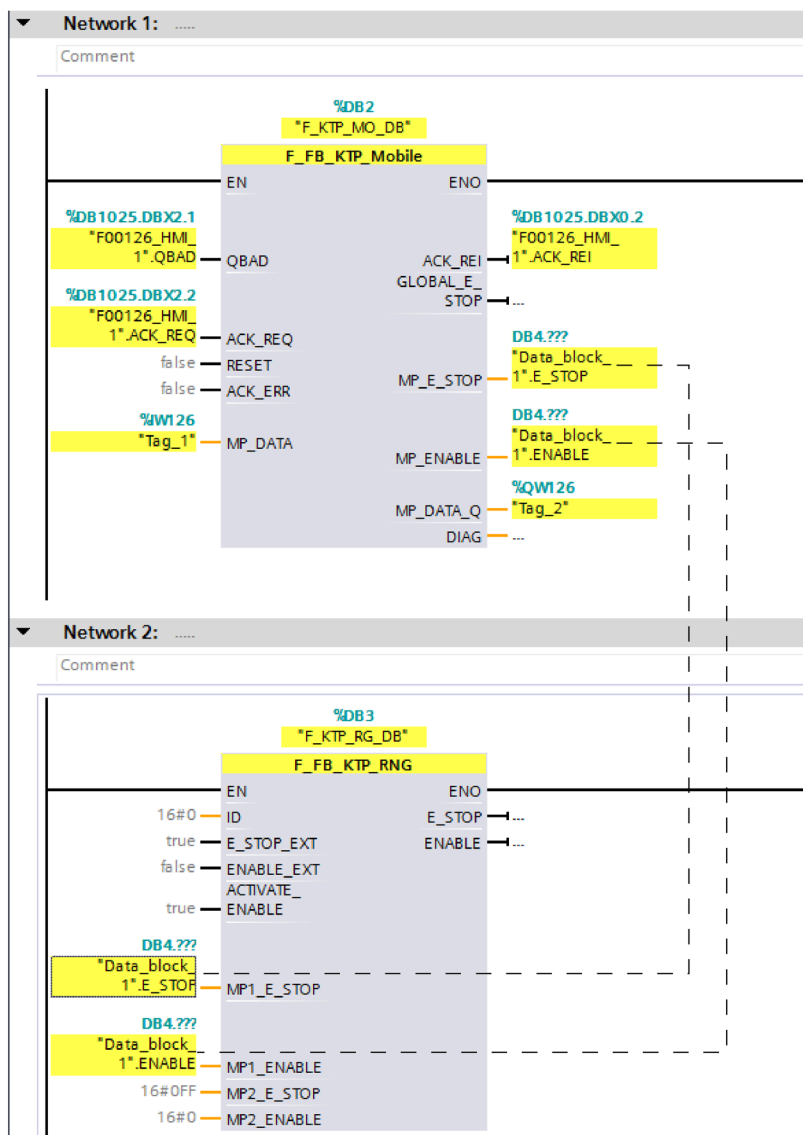 Network 1: .....
Comment
%DB2
"F_KTP_MO_DB"
F_FB_KTP_Mobile
EN ENO
%DB1025.DBX2.1
"F00126_HMI_
1".QBAD QBAD
%DB1025.DBX0.2
"F00126_HMI_
ACK_REI 1".ACK_REI
GLOBAL_E_
STOP ...
%DB1025.DBX2.2
"F00126_HMI_
1".ACK_REQ ACK_REQ
false RESET
false ACK_ERR
DB4.???
"Data_block_
MP_E_STOP 1".E_STOP
%IW126
"Tag_1" MP_DATA
DB4.???
"Data_block_
MP_ENABLE 1".ENABLE
%QW126
MP_DATA_Q "Tag_2"
DIAG ...
Network 2: .....
Comment
%DB3
"F_KTP_RG_DB"
F_FB_KTP_RNG
EN ENO
16#0 ID E_STOP ...
true E_STOP_EXT ENABLE ...
false ENABLE_EXT
ACTIVATE_
true ENABLE
DB4.???
"Data_block_
1".E_STOP MP1_E_STOP
DB4.???
"Data_block_
1".ENABLE MP1_ENABLE
16#0FF MP2_E_STOP
16#0 MP2_ENABLE